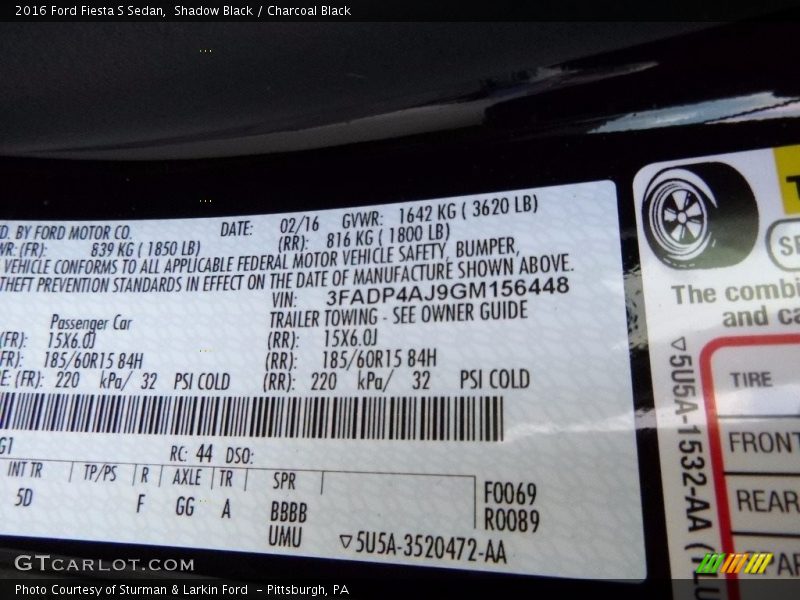 2016 Ford Fiesta S Sedan, Shadow Black / Charcoal Black
D. BY FORD MOTOR CO. DATE: 02/16 GVWR: 1642 KG ( 3620 LB)
WR: (FR): 839 KG ( 1850 LB) (RR): 816 KG ( 1800 LB)
VEHICLE CONFORMS TO ALL APPLICABLE FEDERAL MOTOR VEHICLE SAFETY, BUMPER,
THEFT PREVENTION STANDARDS IN EFFECT ON THE DATE OF MANUFACTURE SHOWN ABOVE.
VIN: 3FADP4AJ9GM156448
Passenger Car TRAILER TOWING - SEE OWNER GUIDE
(FR): 15X6.0J (RR): 15X6.0J
(FR): 185/60R15 84H (RR): 185/60R15 84H
RE: (FR): 220 kPa/ 32 PSI COLD (RR): 220 kPa/ 32 PSI COLD
G1 RC: 44 DSO:
INT TR TP/PS R AXLE TR SPR
5D F GG A BBBB F0069
UMU R0089
▽5U5A-3520472-AA
The combi
and ca
▽5U5A-1532-AA
TIRE
FRONT
REAR
GTCARLOT.COM
Photo Courtesy of Sturman & Larkin Ford - Pittsburgh, PA